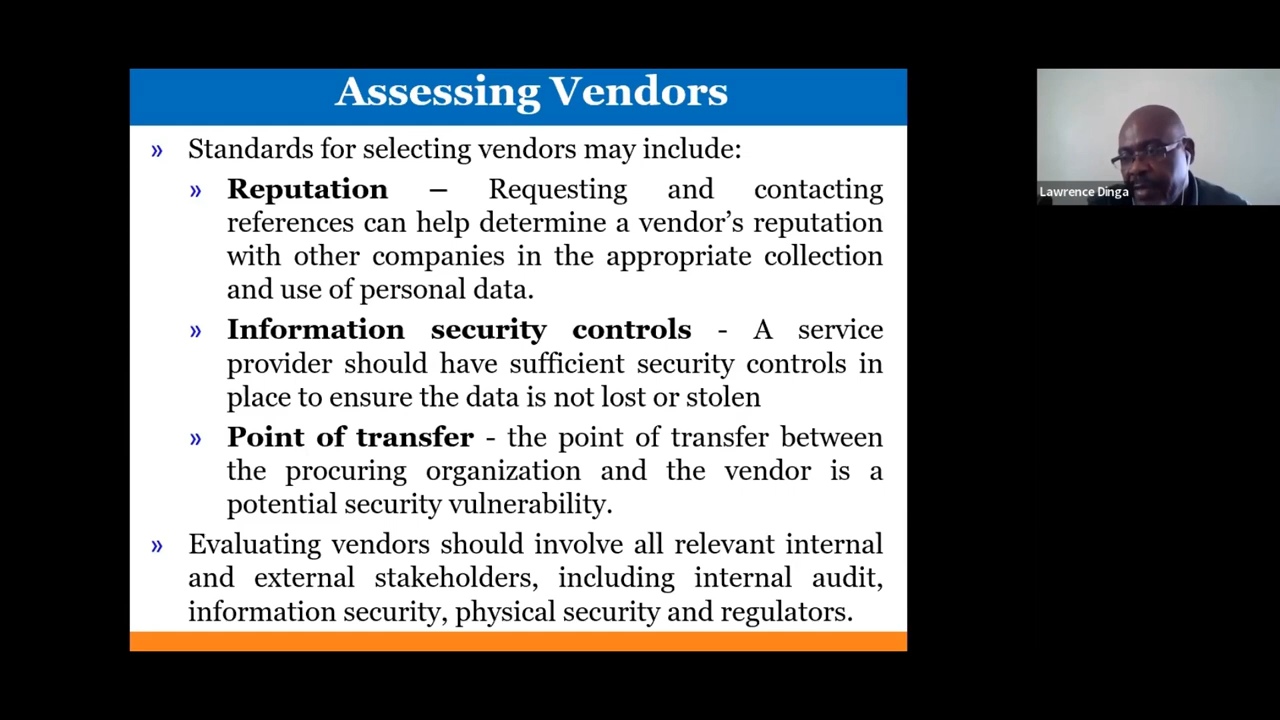 Assessing Vendors
» Standards for selecting vendors may include:
» Reputation – Requesting and contacting
references can help determine a vendor’s reputation
with other companies in the appropriate collection
and use of personal data.
» Information security controls - A service
provider should have sufficient security controls in
place to ensure the data is not lost or stolen
» Point of transfer - the point of transfer between
the procuring organization and the vendor is a
potential security vulnerability.
» Evaluating vendors should involve all relevant internal
and external stakeholders, including internal audit,
information security, physical security and regulators.
Lawrence Dinga